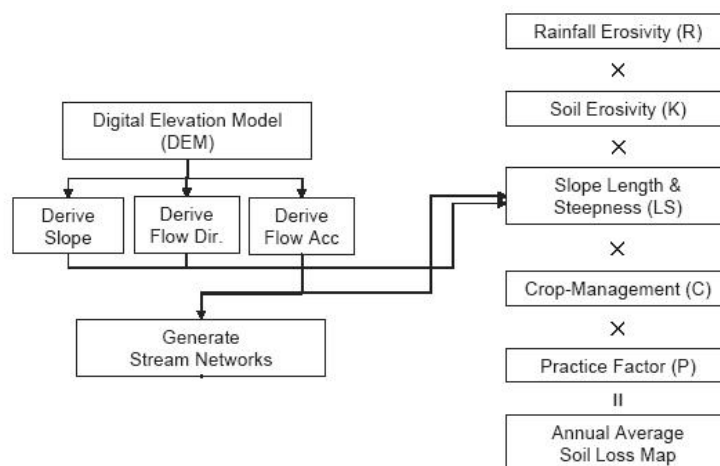 Rainfall Erosivity (R)
×
Digital Elevation Model
(DEM)
Soil Erosivity (K)
×
Derive
Slope
Derive
Flow Dir.
Derive
Flow Acc
Slope Length &
Steepness (LS)
×
Crop-Management (C)
×
Generate
Stream Networks
Practice Factor (P)
=
Annual Average
Soil Loss Map